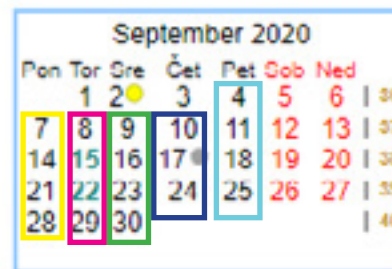 September 2020
Pon Tor Sre Čet Pet Sob Ned
1 2 3 4 5 6 |
7 8 9 10 11 12 13 |
14 15 16 17 18 19 20 |
21 22 23 24 25 26 27 |
28 29 30 |